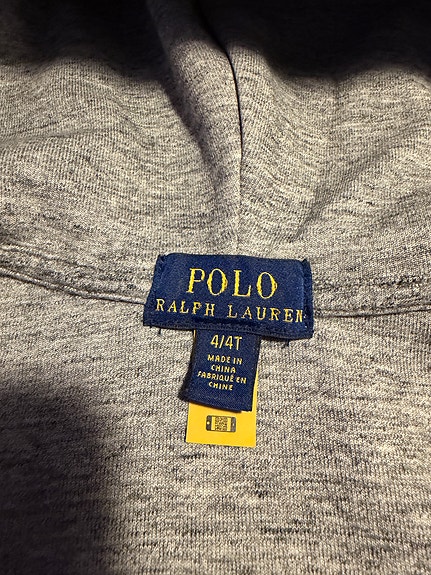 POLO
RALPH LAUREN
4/4T
MADE IN
CHINA
FABRIQUÉ EN
CHINE